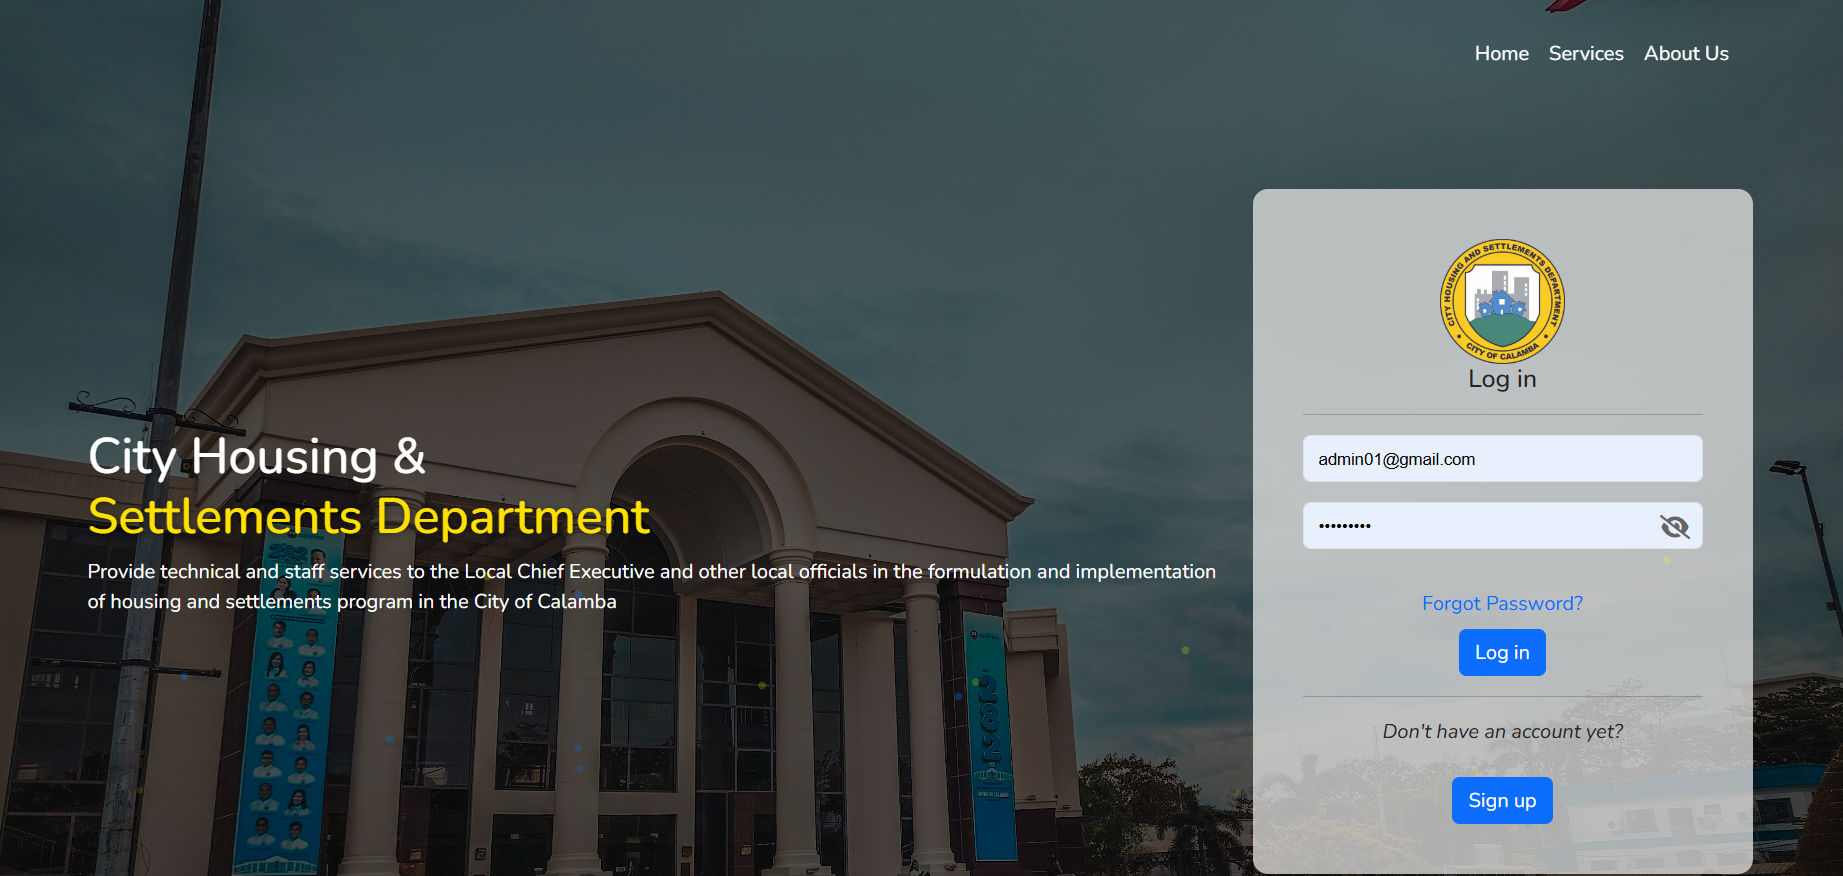 Home Services About Us
CITY HOUSING AND SETTLEMENTS DEPARTMENT
CITY OF CALAMBA
Log in
admin01@gmail.com
•••••••••
Forgot Password?
Log in
Don't have an account yet?
Sign up
City Housing &
Settlements Department
Provide technical and staff services to the Local Chief Executive and other local officials in the formulation and implementation
of housing and settlements program in the City of Calamba
282